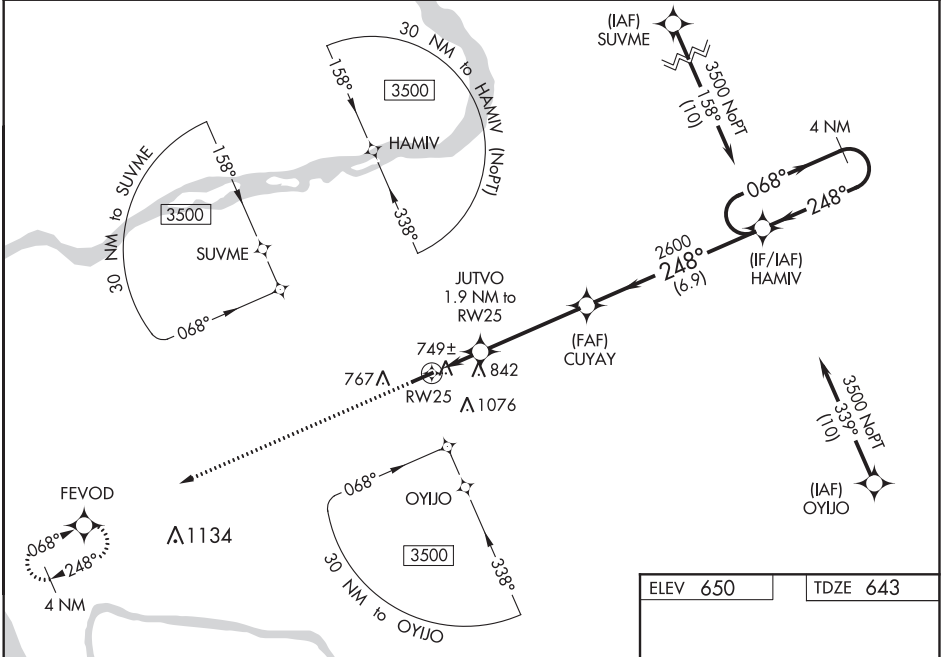 (IAF)
SUVME
3500 NoPT
158°
(10)
30 NM to HAMIV (NoPT)
158°
3500
HAMIV
338°
30 NM to SUVME
158°
3500
SUVME
068°
4 NM
068°
248°
(IF/IAF)
HAMIV
2600
248°
(6.9)
JUTVO
1.9 NM to
RW25
(FAF)
CUYAY
749±
842
767
RW25
1076
3500 NoPT
339°
(10)
(IAF)
OYIJO
068°
OYIJO
3500
338°
30 NM to OYIJO
FEVOD
068°
248°
4 NM
1134
ELEV 650
TDZE 643